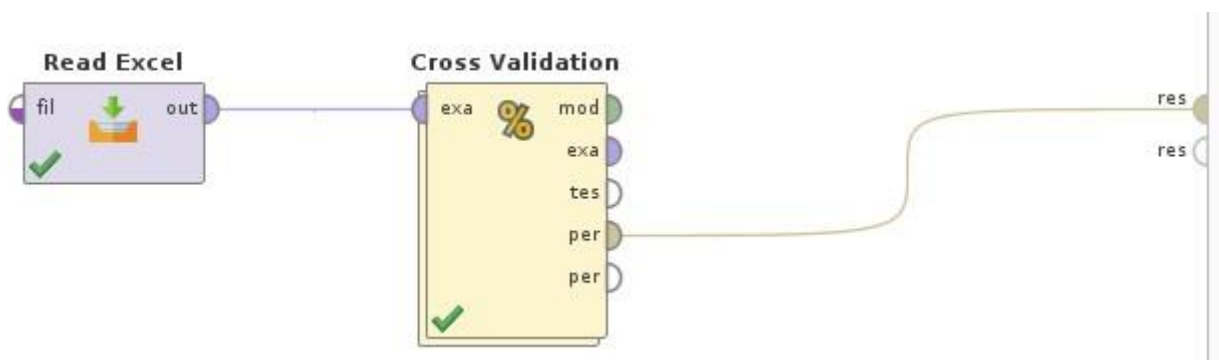 Read Excel
fil out
Cross Validation
exa % mod
exa
tes
per
per
res
res